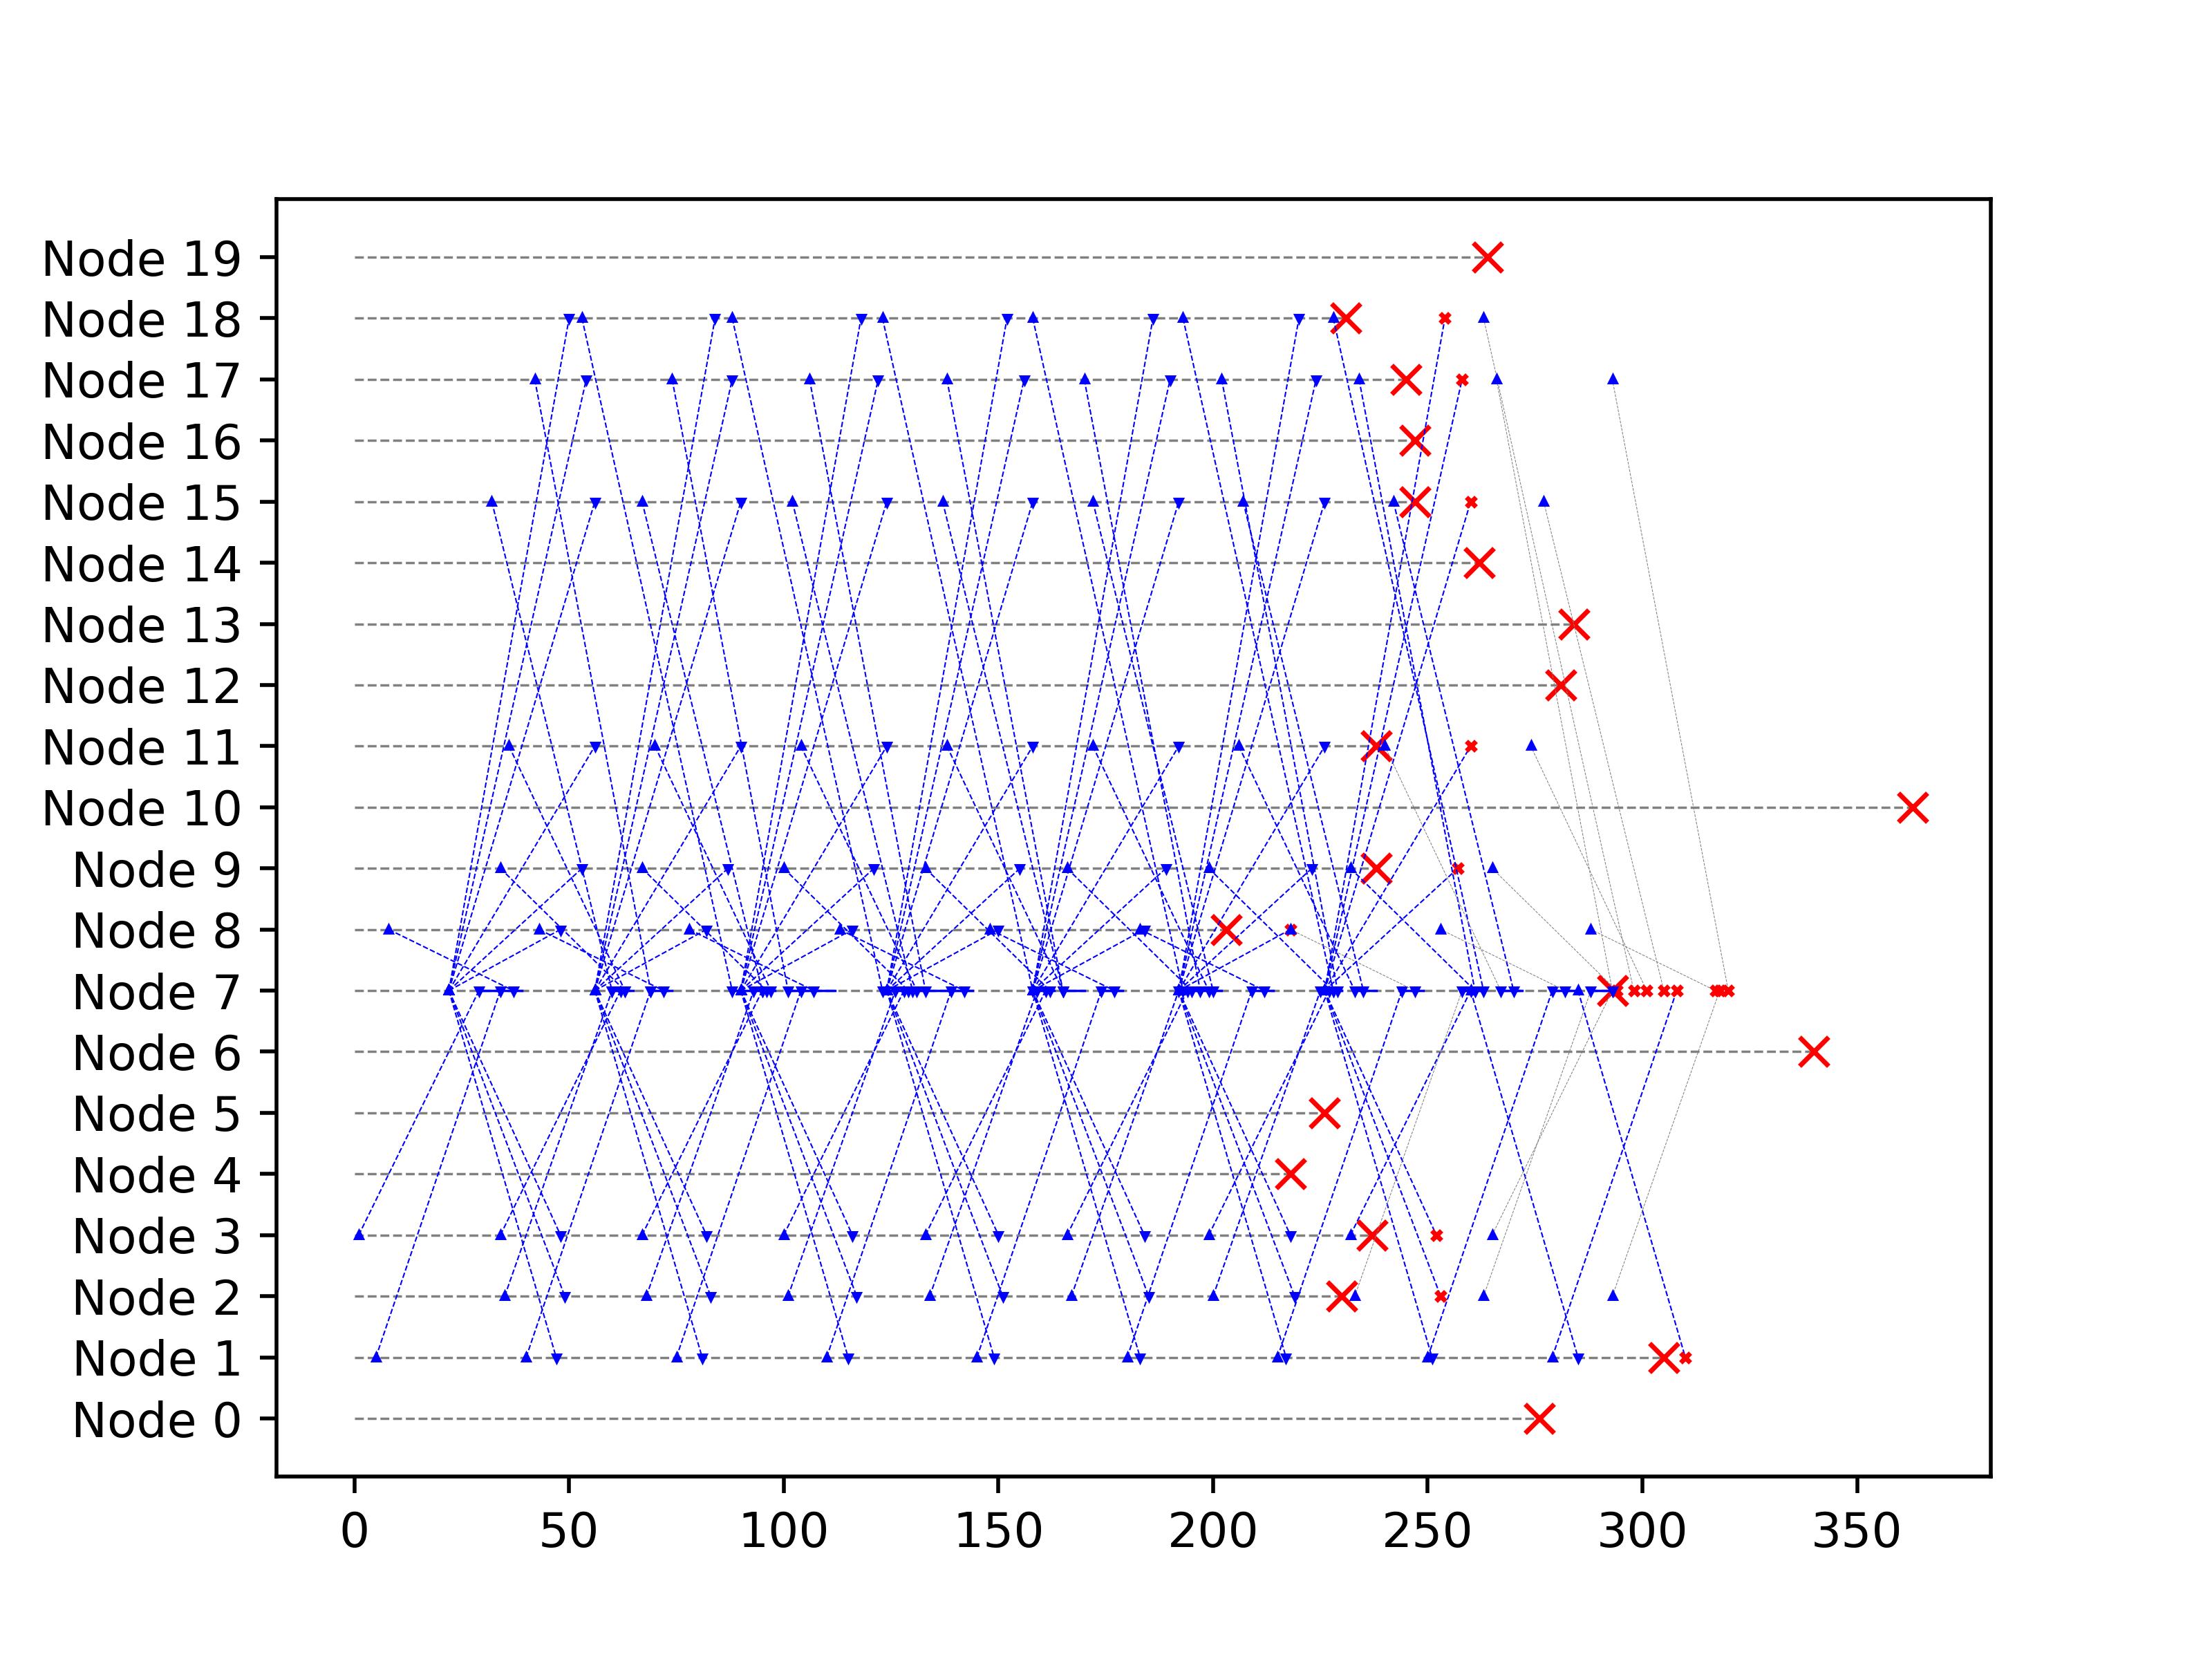 Node 19
Node 18
Node 17
Node 16
Node 15
Node 14
Node 13
Node 12
Node 11
Node 10
Node 9
Node 8
Node 7
Node 6
Node 5
Node 4
Node 3
Node 2
Node 1
Node 0
0 50 100 150 200 250 300 350